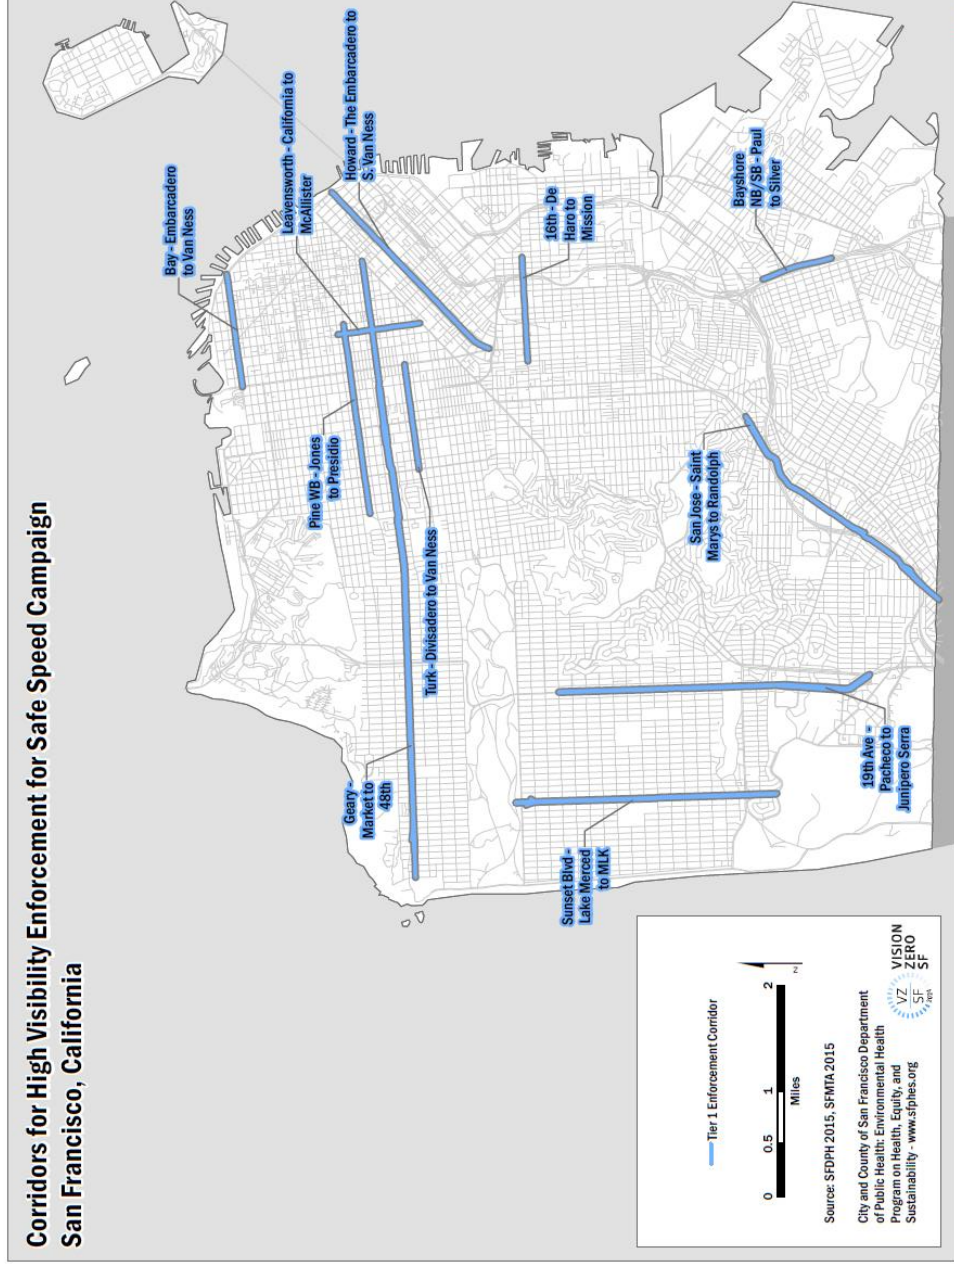 Corridors for High Visibility Enforcement for Safe Speed Campaign
San Francisco, California
Bay - Embarcadero
to Van Ness
Leavensworth - California to
McAllister
Howard - The Embarcadero to
S. Van Ness
Pine WB - Jones
to Presidio
16th - De
Haro to
Mission
Turk - Divisadero to Van Ness
Geary -
Market to
48th
Bayshore
NB/SB - Paul
to Silver
San Jose - Saint
Marys to Randolph
Sunset Blvd -
Lake Merced
to MLK
19th Ave -
Pacheco to
Junipero Serra
Tier 1 Enforcement Corridor
0 0.5 1 2
Miles
Z
Source: SFDPH 2015, SFMTA 2015
City and County of San Francisco Department
of Public Health: Environmental Health
Program on Health, Equity, and
Sustainability - www.sfphes.org
VZ
SF
VISION
ZERO
SF